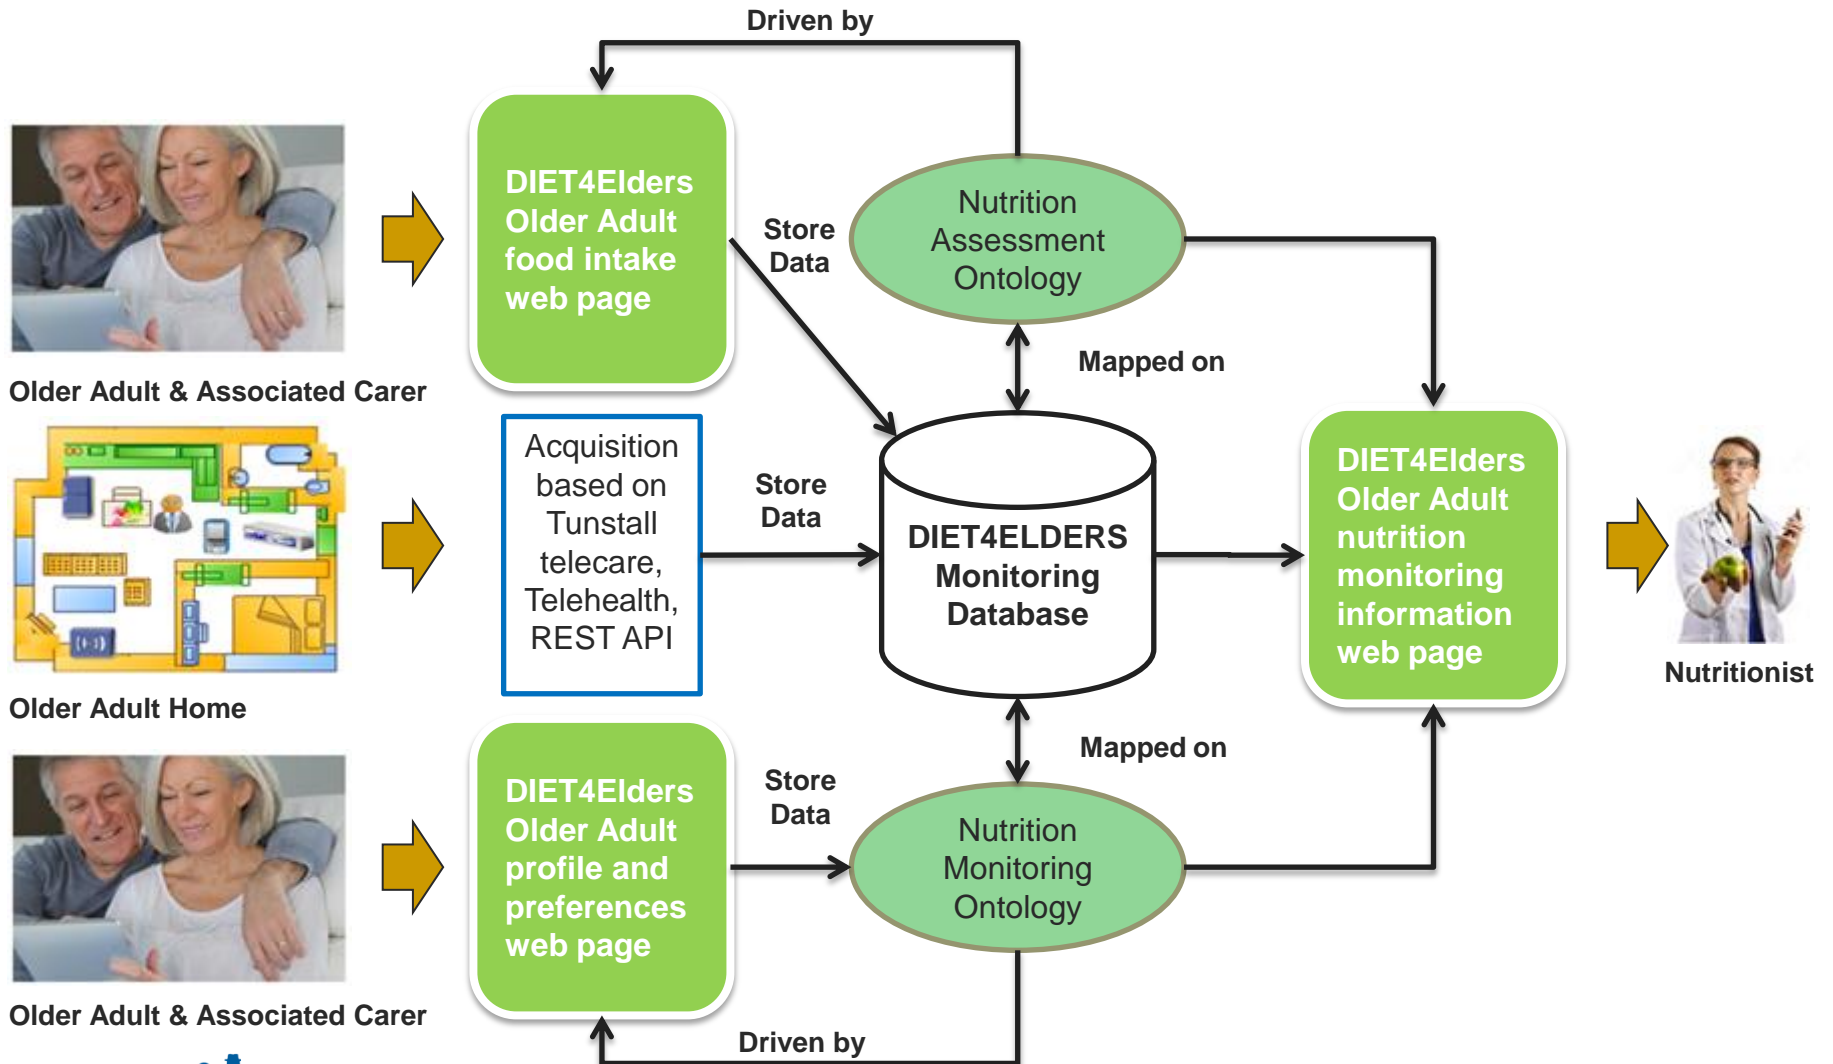 Driven by
DIET4Elders
Older Adult
food intake
web page
Store
Data
Nutrition
Assessment
Ontology
Mapped on
Older Adult & Associated Carer
Acquisition
based on
Tunstall
telecare,
Telehealth,
REST API
Store
Data
DIET4ELDERS
Monitoring
Database
DIET4Elders
Older Adult
nutrition
monitoring
information
web page
Nutritionist
Older Adult Home
Mapped on
DIET4Elders
Older Adult
profile and
preferences
web page
Store
Data
Nutrition
Monitoring
Ontology
Older Adult & Associated Carer
Driven by